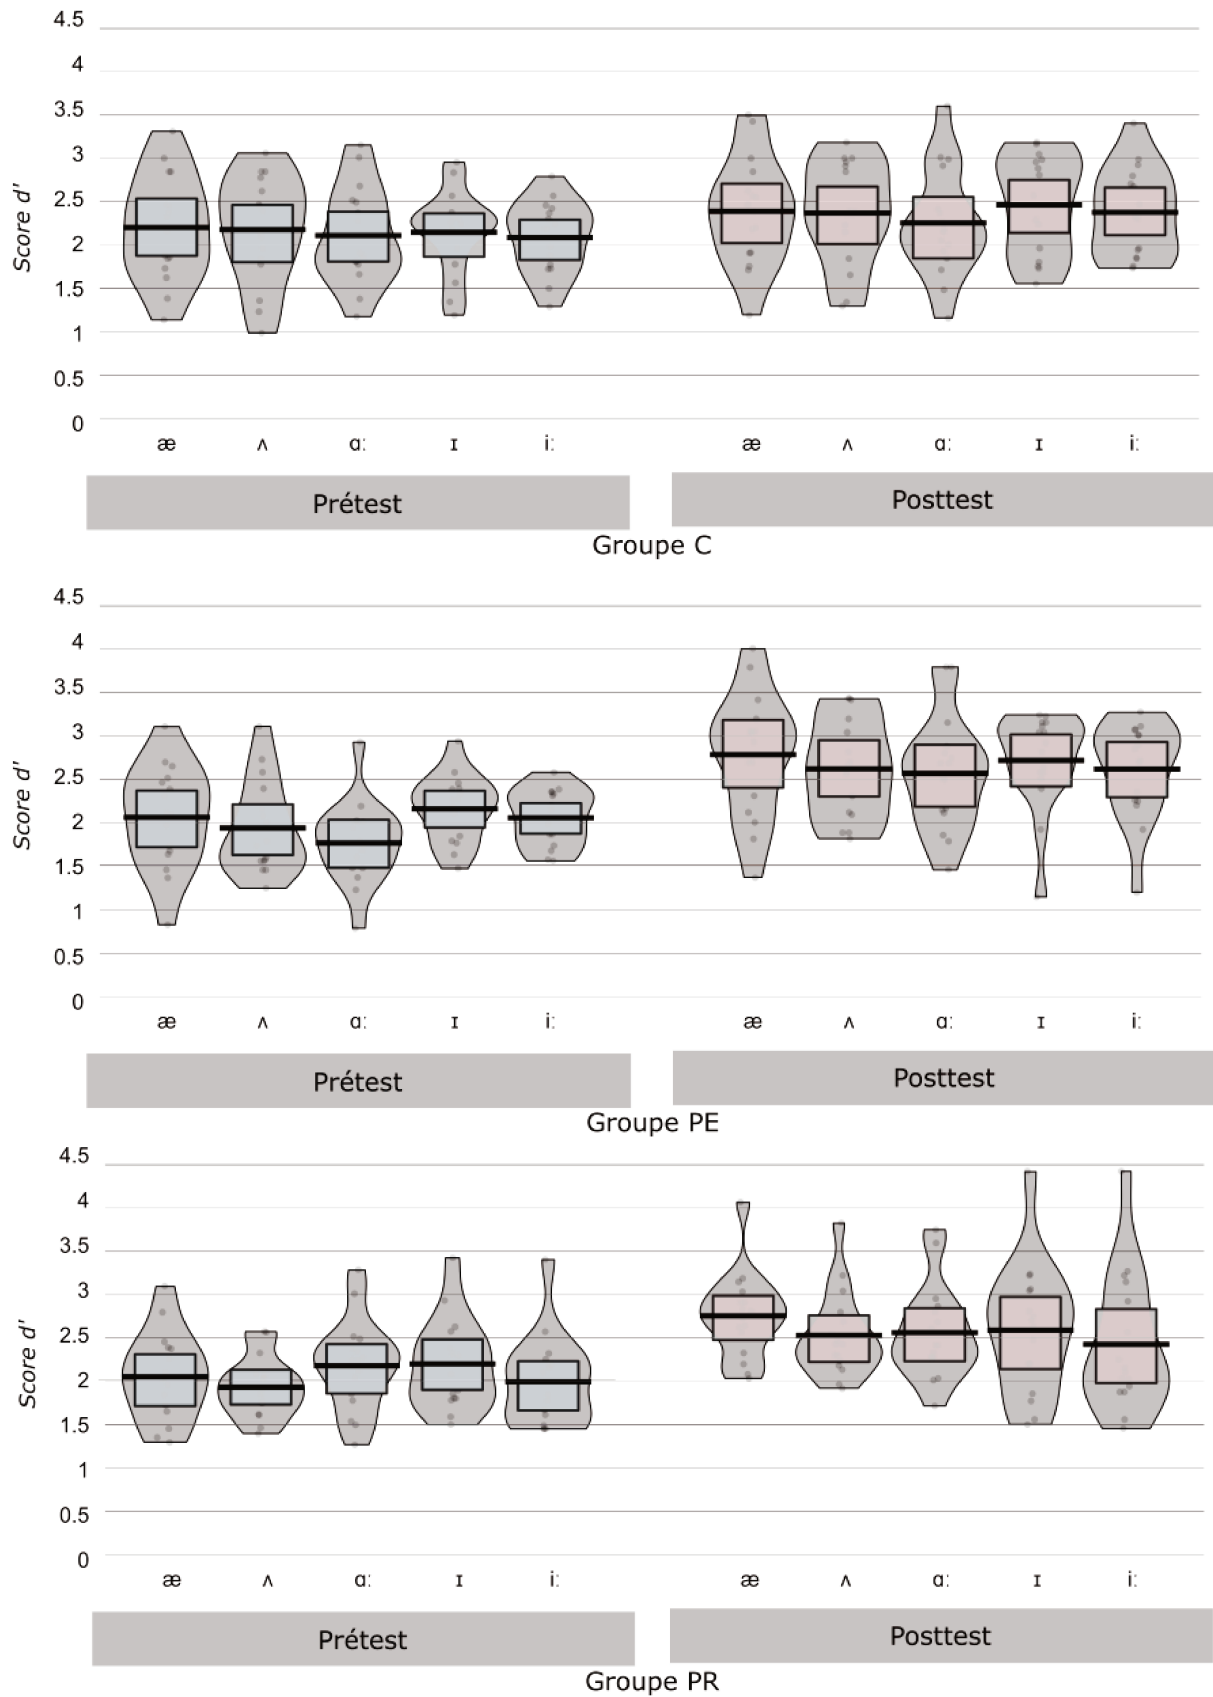 4.5
4
3.5
3
2.5
2
1.5
1
0.5
0
Score d'
æ ʌ ɑː ɪ iː æ ʌ ɑː ɪ iː
Prétest Posttest
Groupe C
4.5
4
3.5
3
2.5
2
1.5
1
0.5
0
Score d'
æ ʌ ɑː ɪ iː æ ʌ ɑː ɪ iː
Prétest Posttest
Groupe PE
4.5
4
3.5
3
2.5
2
1.5
1
0.5
0
Score d'
æ ʌ ɑː ɪ iː æ ʌ ɑː ɪ iː
Prétest Posttest
Groupe PR